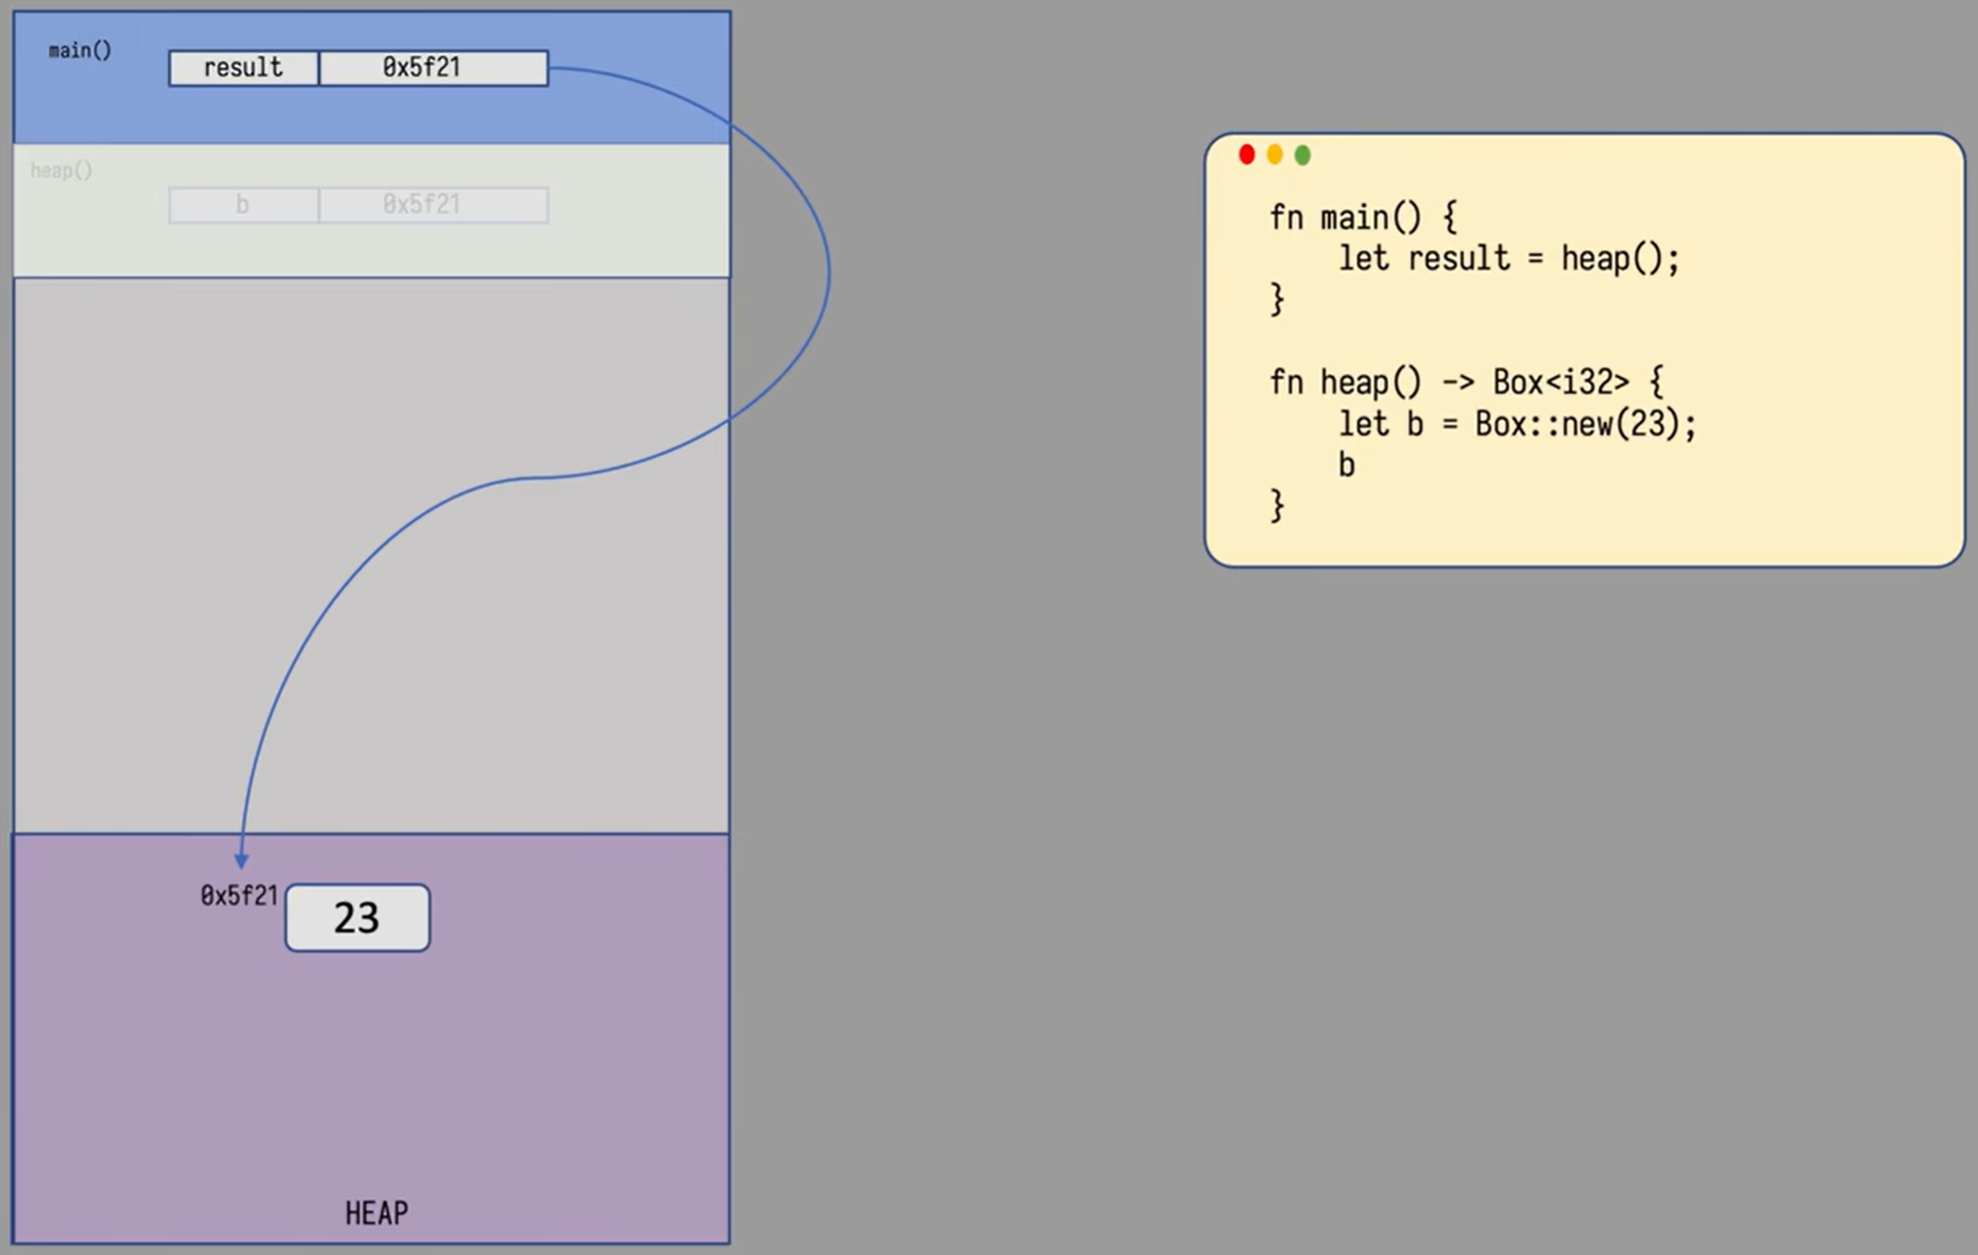 main()
result 0x5f21
heap()
b 0x5f21
0x5f21 23
HEAP
fn main() {
    let result = heap();
}
fn heap() -> Box<i32> {
    let b = Box::new(23);
    b
}